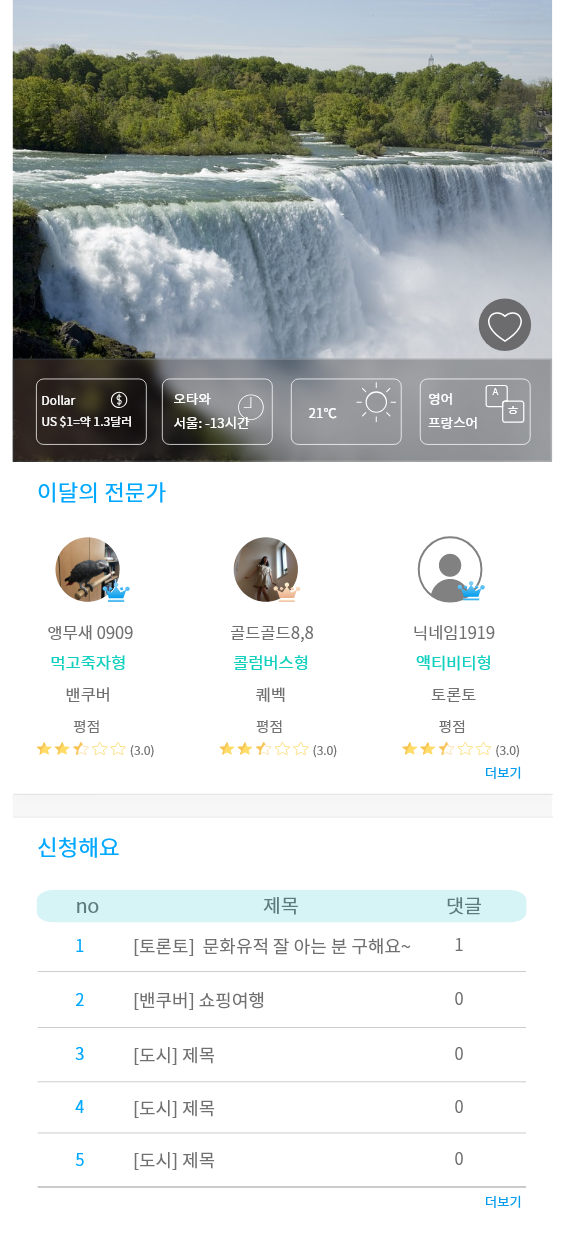 Dollar
US $1=약 1.3달러
오타와
서울: -13시간
21℃
영어
프랑스어
A
ㅎ
이달의 전문가
앵무새 0909
골드골드8,8
닉네임1919
먹고죽자형
콜럼버스형
액티비티형
밴쿠버
퀘벡
토론토
평점
평점
평점
(3.0)
(3.0)
(3.0)
더보기
신청해요
no 제목 댓글
1 [토론토] 문화유적 잘 아는 분 구해요~ 1
2 [밴쿠버] 쇼핑여행 0
3 [도시] 제목 0
4 [도시] 제목 0
5 [도시] 제목 0
더보기